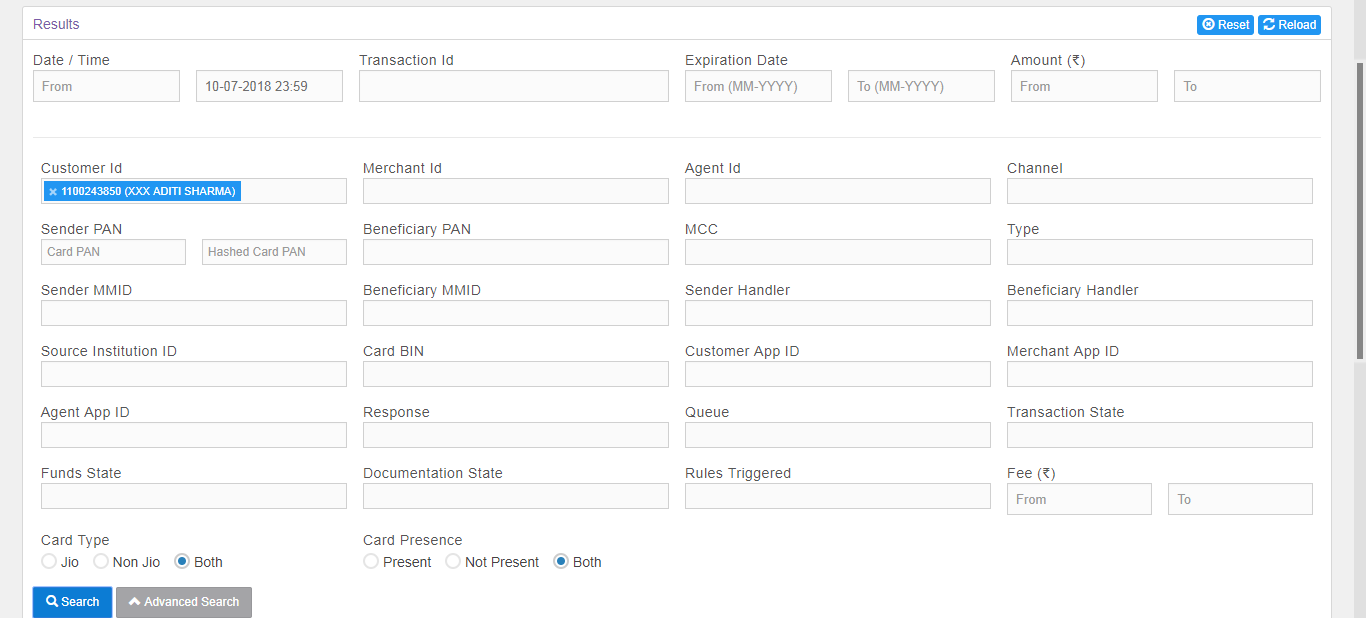 Results
Reset Reload
Date / Time Transaction Id Expiration Date Amount (₹)
From 10-07-2018 23:59 From (MM-YYYY) To (MM-YYYY) From To
Customer Id Merchant Id Agent Id Channel
× 1100243850 (XXX ADITI SHARMA)
Sender PAN Beneficiary PAN MCC Type
Card PAN Hashed Card PAN
Sender MMID Beneficiary MMID Sender Handler Beneficiary Handler
Source Institution ID Card BIN Customer App ID Merchant App ID
Agent App ID Response Queue Transaction State
Funds State Documentation State Rules Triggered Fee (₹)
From To
Card Type Card Presence
Jio Non Jio Both Present Not Present Both
Search Advanced Search